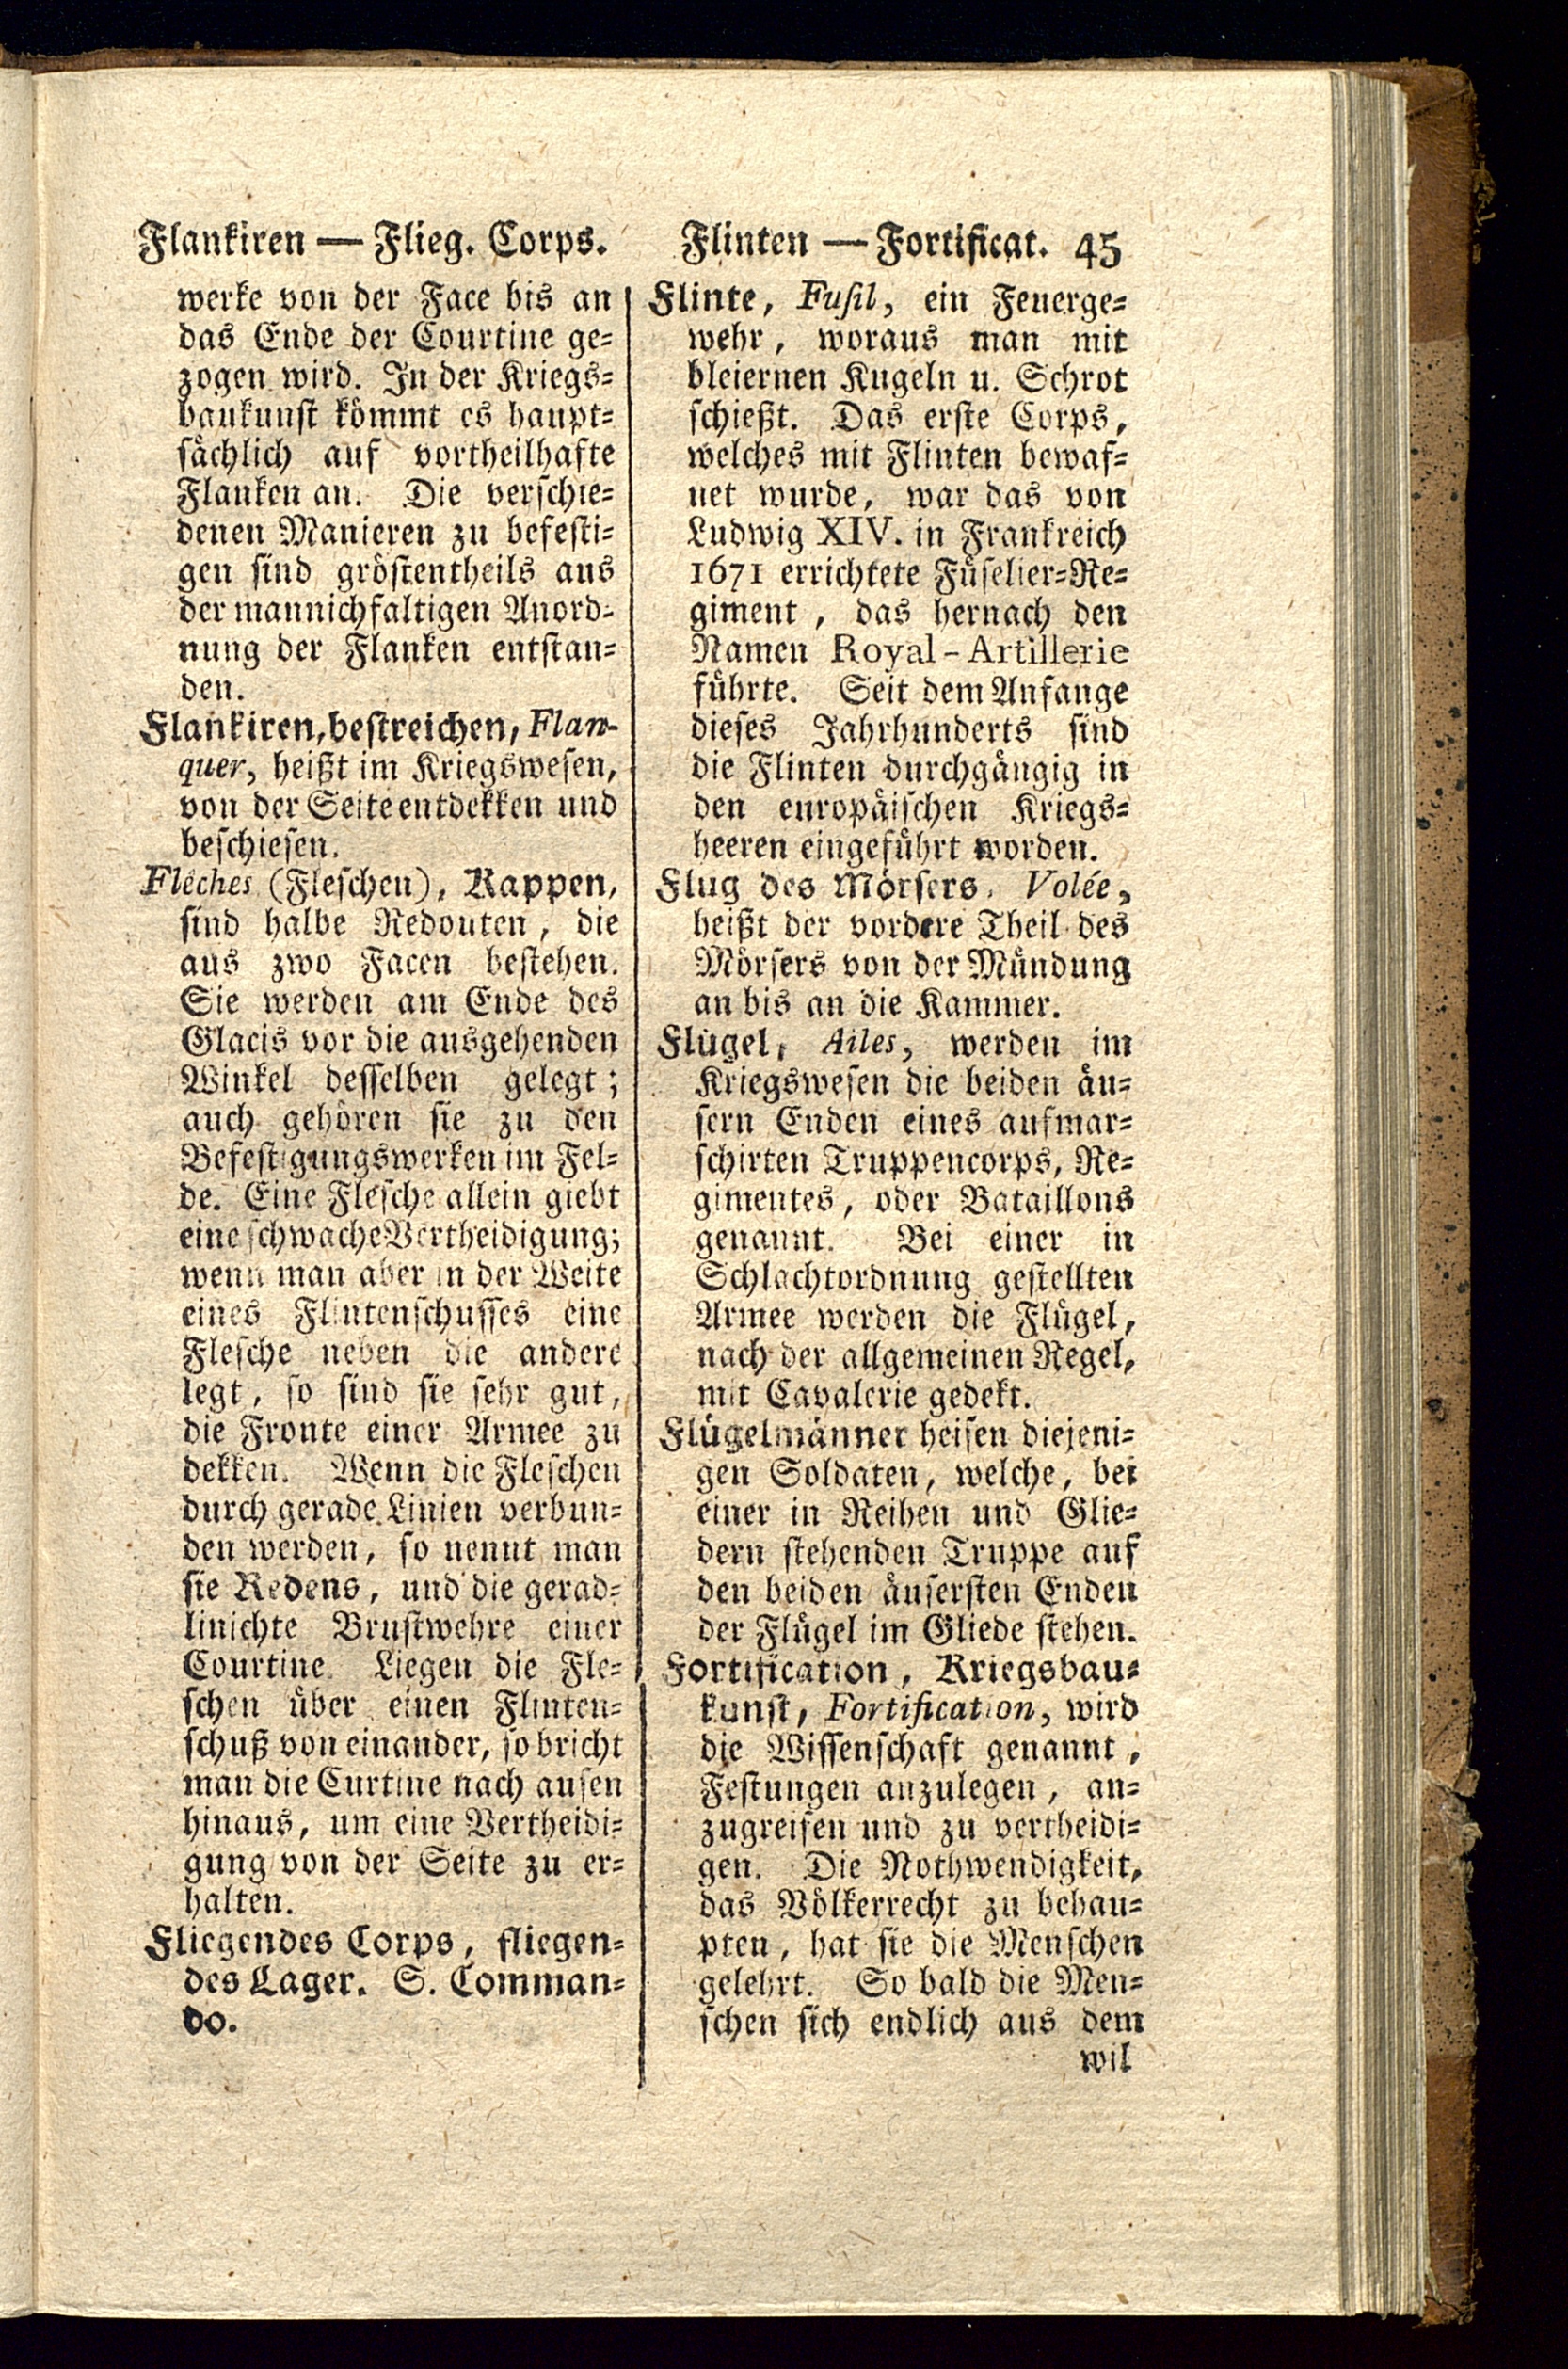 Flankiren — Flieg. Corps.
werke von der Face bis an
das Ende der Courtine ge=
zogen wird. In der Kriegs=
baukunst kömmt es haupt=
sächlich auf vortheilhafte
Flanken an. Die verschie=
denen Manieren zu befesti=
gen sind gröstentheils aus
der mannichfaltigen Anord=
nung der Flanken entstan=
den.
Flankiren, bestreichen, Flan-
quer, heißt im Kriegswesen,
von der Seite entdekken und
beschiesen.
Fléches (Fleschen), Kappen,
sind halbe Redouten, die
aus zwo Facen bestehen.
Sie werden am Ende des
Glacis vor die ausgehenden
Winkel desselben gelegt;
auch gehören sie zu den
Befestigungswerken im Fel=
de. Eine Flesche allein giebt
eine schwache Vertheidigung;
wenn man aber in der Weite
eines Flintenschusses eine
Flesche neben die andere
legt, so sind sie sehr gut,
die Fronte einer Armee zu
dekken. Wenn die Fleschen
durch gerade Linien verbun=
den werden, so nennt man
sie Redens, und die gerad=
linichte Brustwehre einer
Courtine. Liegen die Fle=
schen über einen Flinten=
schuß von einander, so bricht
man die Curtine nach ausen
hinaus, um eine Vertheidi=
gung von der Seite zu er=
halten.
Fliegendes Corps, fliegen=
des Lager. S. Comman=
do.
Flinten — Fortificat. 45
Flinte, Fusil, ein Feuerge=
wehr, woraus man mit
bleiernen Kugeln u. Schrot
schießt. Das erste Corps,
welches mit Flinten bewaf=
net wurde, war das von
Ludwig XIV. in Frankreich
1671 errichtete Füselier=Re=
giment, das hernach den
Namen Royal-Artillerie
führte. Seit dem Anfange
dieses Jahrhunderts sind
die Flinten durchgängig in
den europäischen Kriegs=
heeren eingeführt worden.
Flug des Mörsers, Volée,
heißt der vordere Theil des
Mörsers von der Mündung
an bis an die Kammer.
Flügel, Ailes, werden im
Kriegswesen die beiden äu=
sern Enden eines aufmar=
schirten Truppencorps, Re=
gimentes, oder Bataillons
genannt. Bei einer in
Schlachtordnung gestellten
Armee werden die Flügel,
nach der allgemeinen Regel,
mit Cavalerie gedekt.
Flügelmänner heisen diejeni=
gen Soldaten, welche, bei
einer in Reihen und Glie=
dern stehenden Truppe auf
den beiden äusersten Enden
der Flügel im Gliede stehen.
Fortification, Kriegsbau=
kunst, Fortification, wird
die Wissenschaft genannt,
Festungen anzulegen, an=
zugreifen und zu vertheidi=
gen. Die Nothwendigkeit,
das Völkerrecht zu behau=
pten, hat sie die Menschen
gelehrt. So bald die Men=
schen sich endlich aus dem
wil